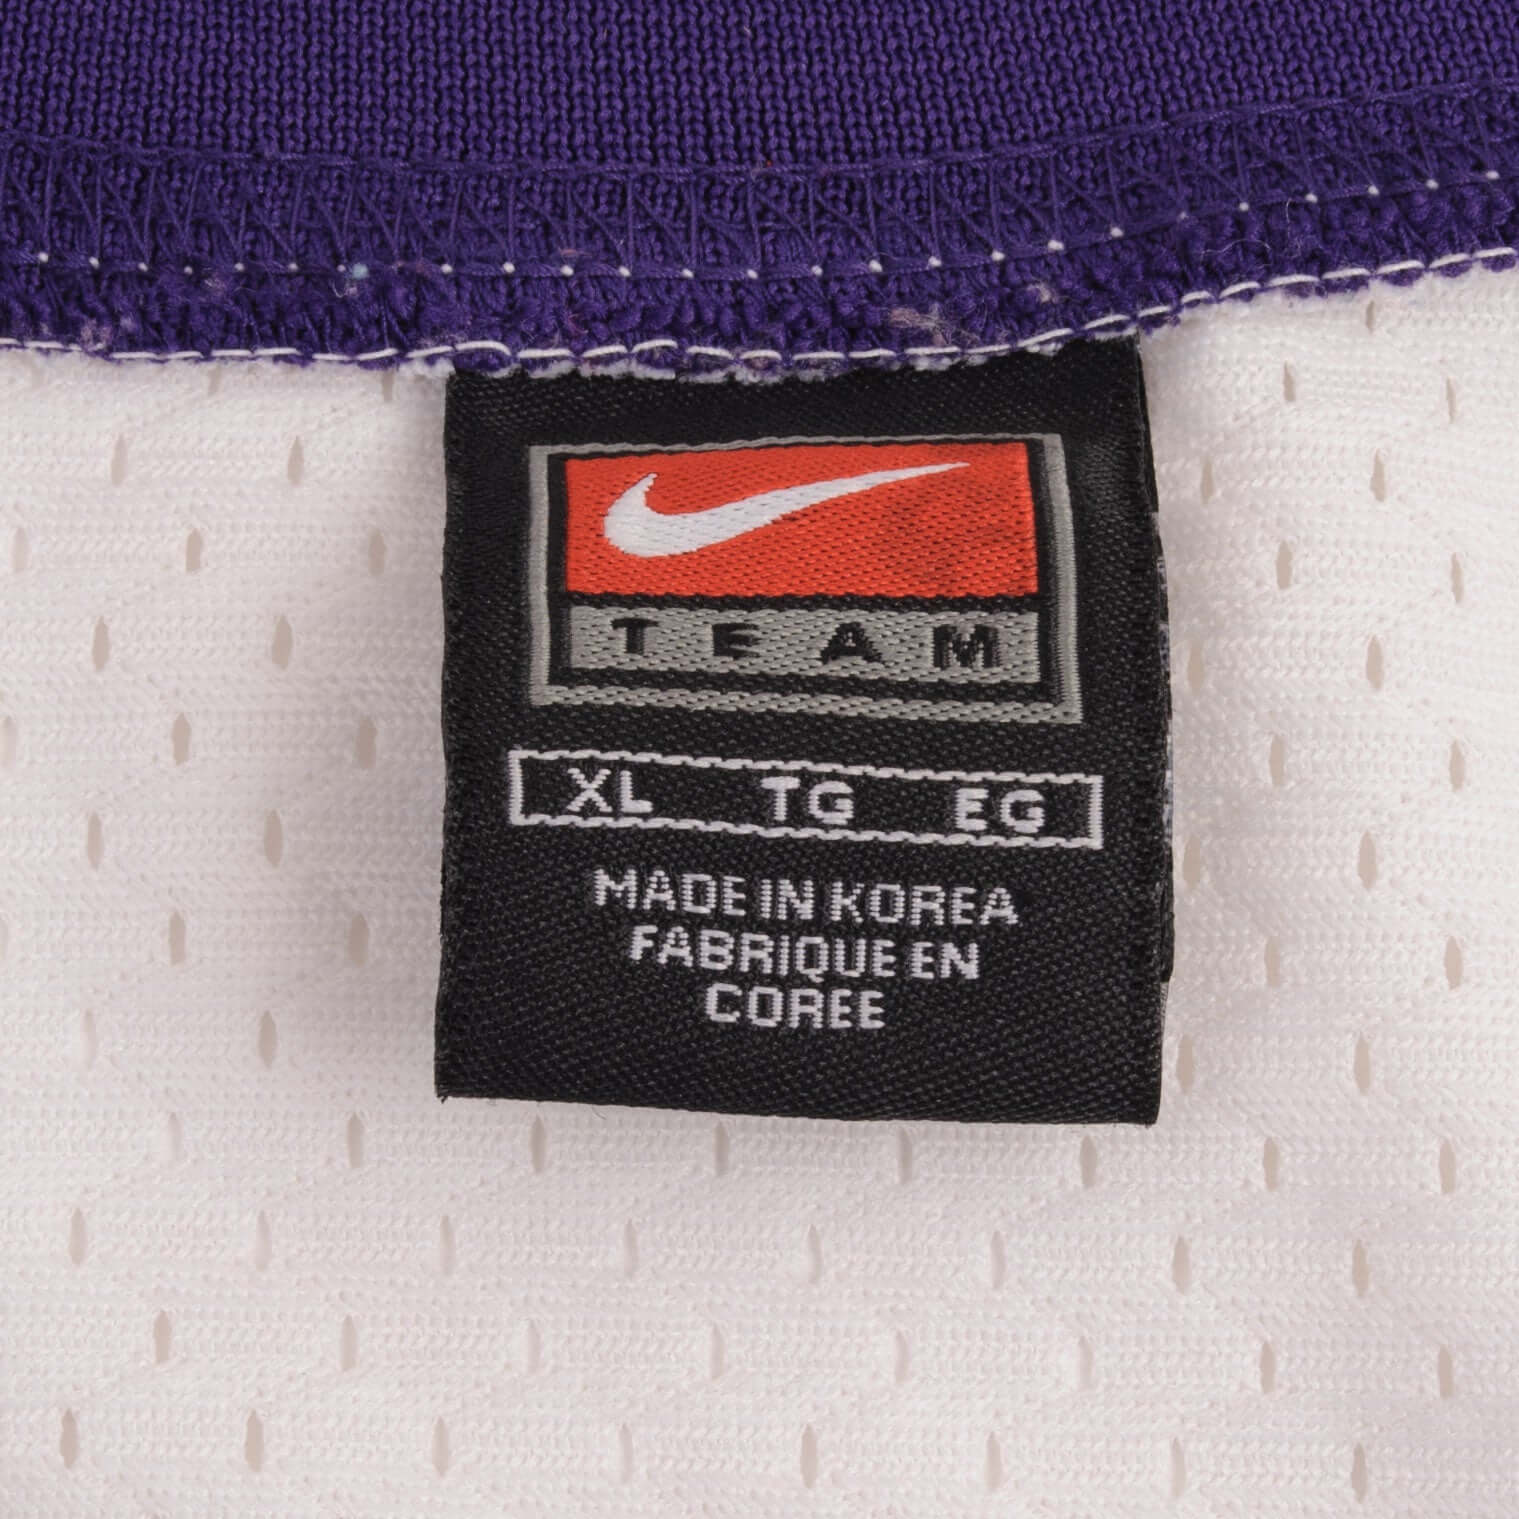 TEAM
XL TG EG
MADE IN KOREA
FABRIQUE EN
COREE